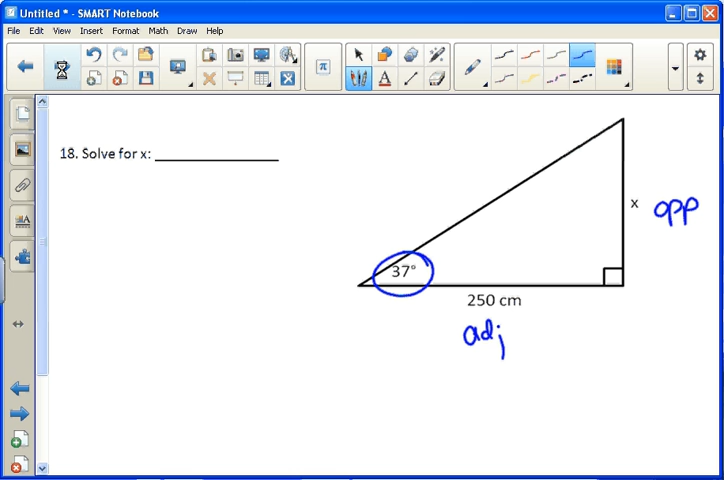 Untitled * - SMART Notebook
File Edit View Insert Format Math Draw Help
π
A
18. Solve for x: _______________
x
opp
37°
250 cm
adj